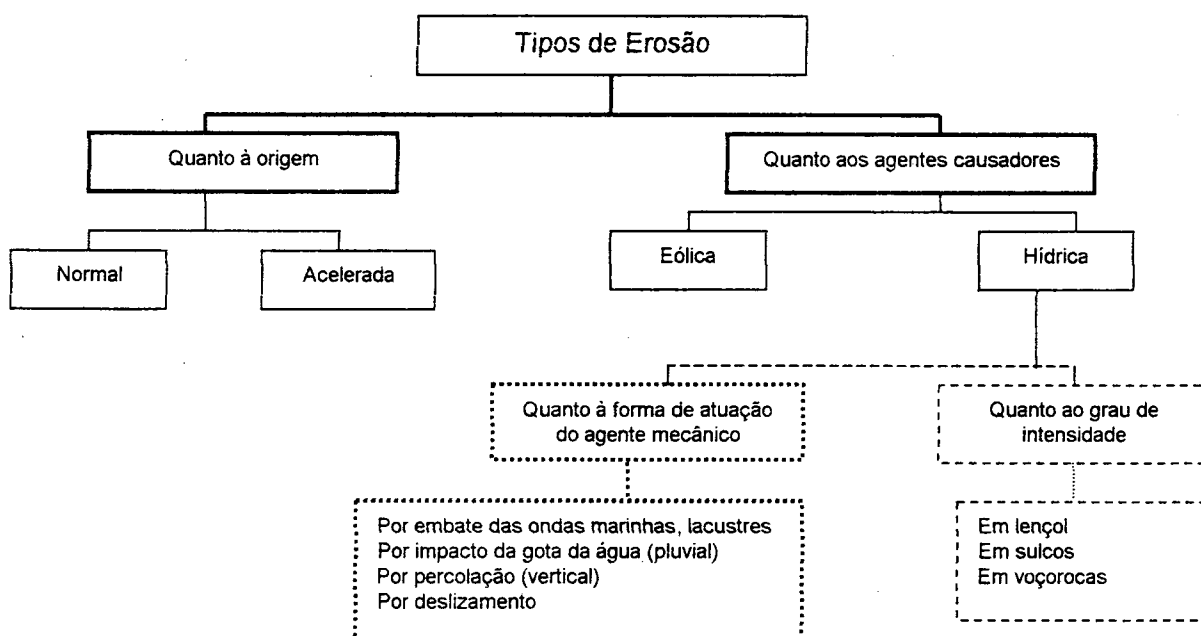 Tipos de Erosão
Quanto à origem
Quanto aos agentes causadores
Normal
Acelerada
Eólica
Hídrica
Quanto à forma de atuação
do agente mecânico
Quanto ao grau de
intensidade
Por embate das ondas marinhas, lacustres
Por impacto da gota da água (pluvial)
Por percolação (vertical)
Por deslizamento
Em lençol
Em sulcos
Em voçorocas